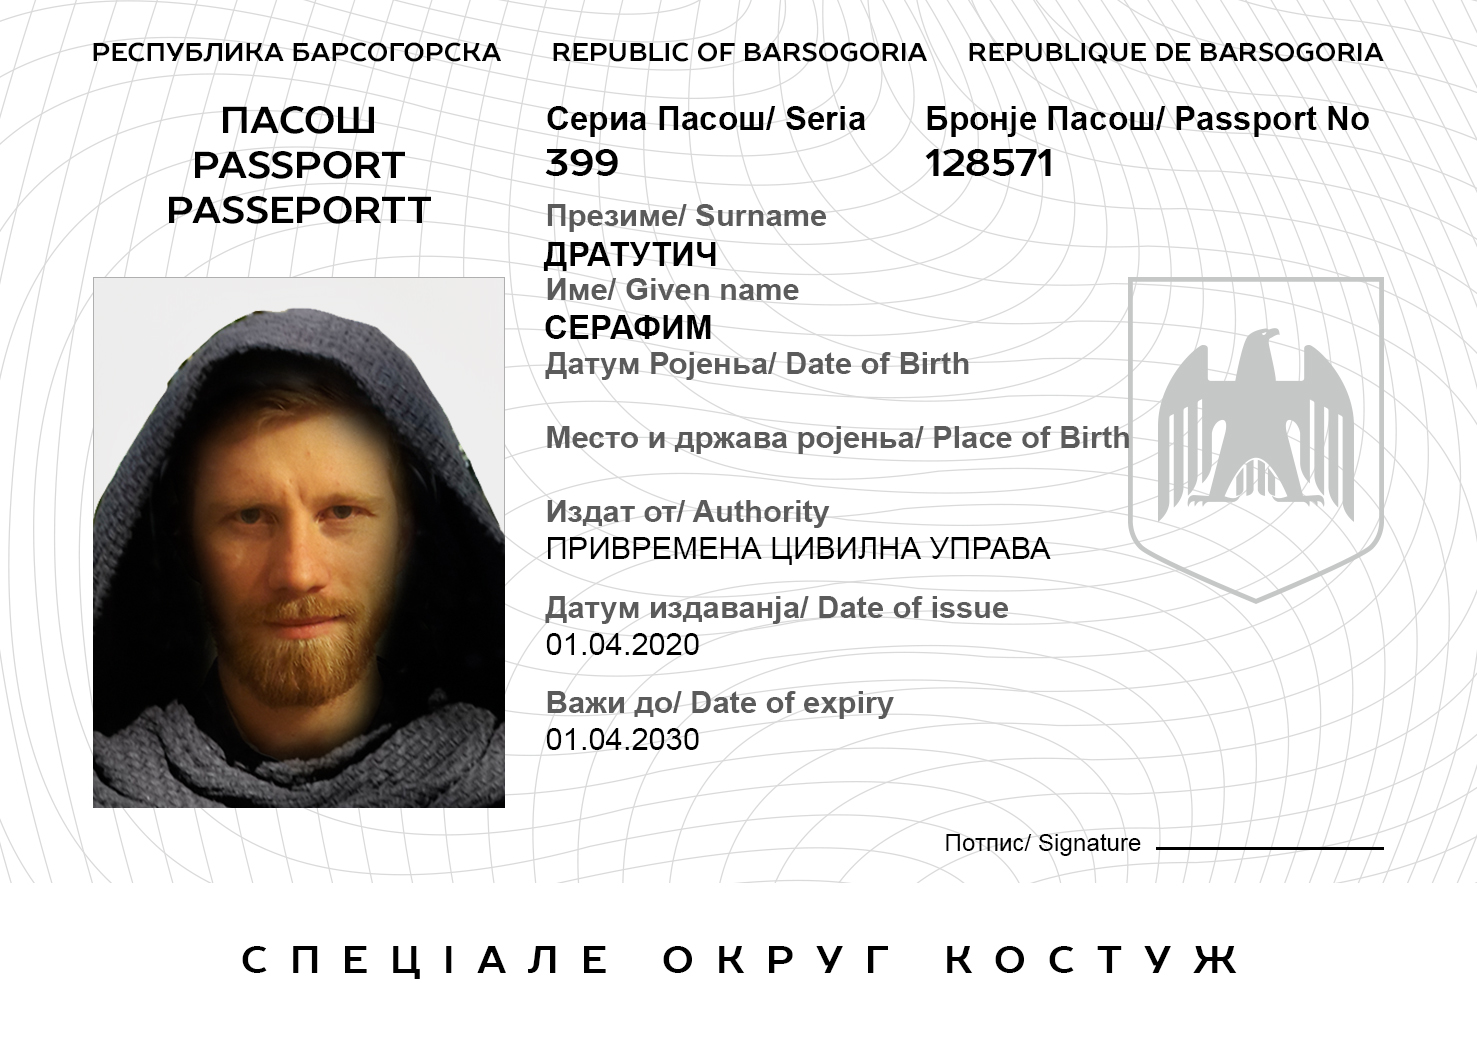 РЕСПУБЛИКА БАРСОГОРСКА REPUBLIC OF BARSOGORIA REPUBLIQUE DE BARSOGORIA
ПАСОШ
PASSPORT
PASSEPORTT
Сериа Пасош/ Seria Бронје Пасош/ Passport No
399 128571
Презиме/ Surname
ДРАТУТИЧ
Име/ Given name
СЕРАФИМ
Датум Ројеньа/ Date of Birth
Место и држава ројеньа/ Place of Birth
Издат от/ Authority
ПРИВРЕМЕНА ЦИВИЛНА УПРАВА
Датум издаванја/ Date of issue
01.04.2020
Важи до/ Date of expiry
01.04.2030
Потпис/ Signature
СПЕЦІАЛЕ ОКРУГ КОСТУЖ